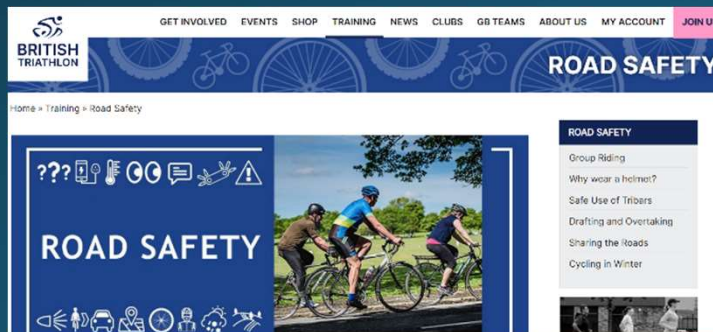 GET INVOLVED EVENTS SHOP TRAINING NEWS CLUBS GB TEAMS ABOUT US MY ACCOUNT JOIN U
BRITISH
TRIATHLON
ROAD SAFETY
Home » Training » Road Safety
???
ROAD SAFETY
ROAD SAFETY
Group Riding
Why wear a helmet?
Safe Use of Tribars
Drafting and Overtaking
Sharing the Roads
Cycling in Winter